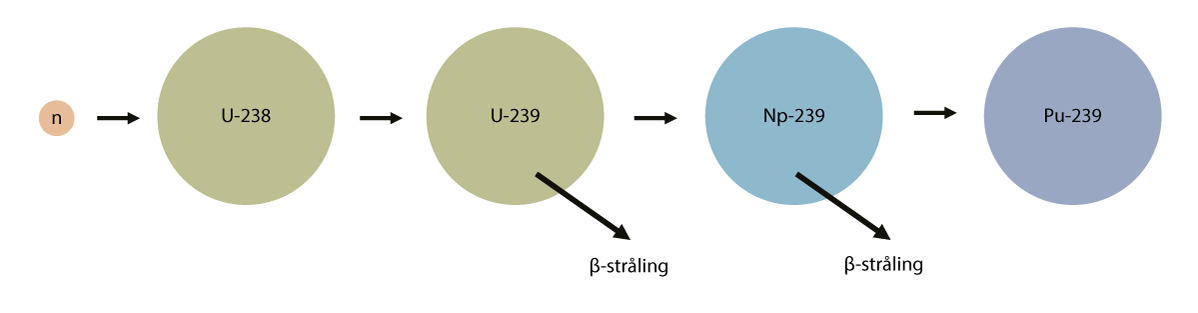 n
U-238
U-239
Np-239
Pu-239
β-stråling
β-stråling